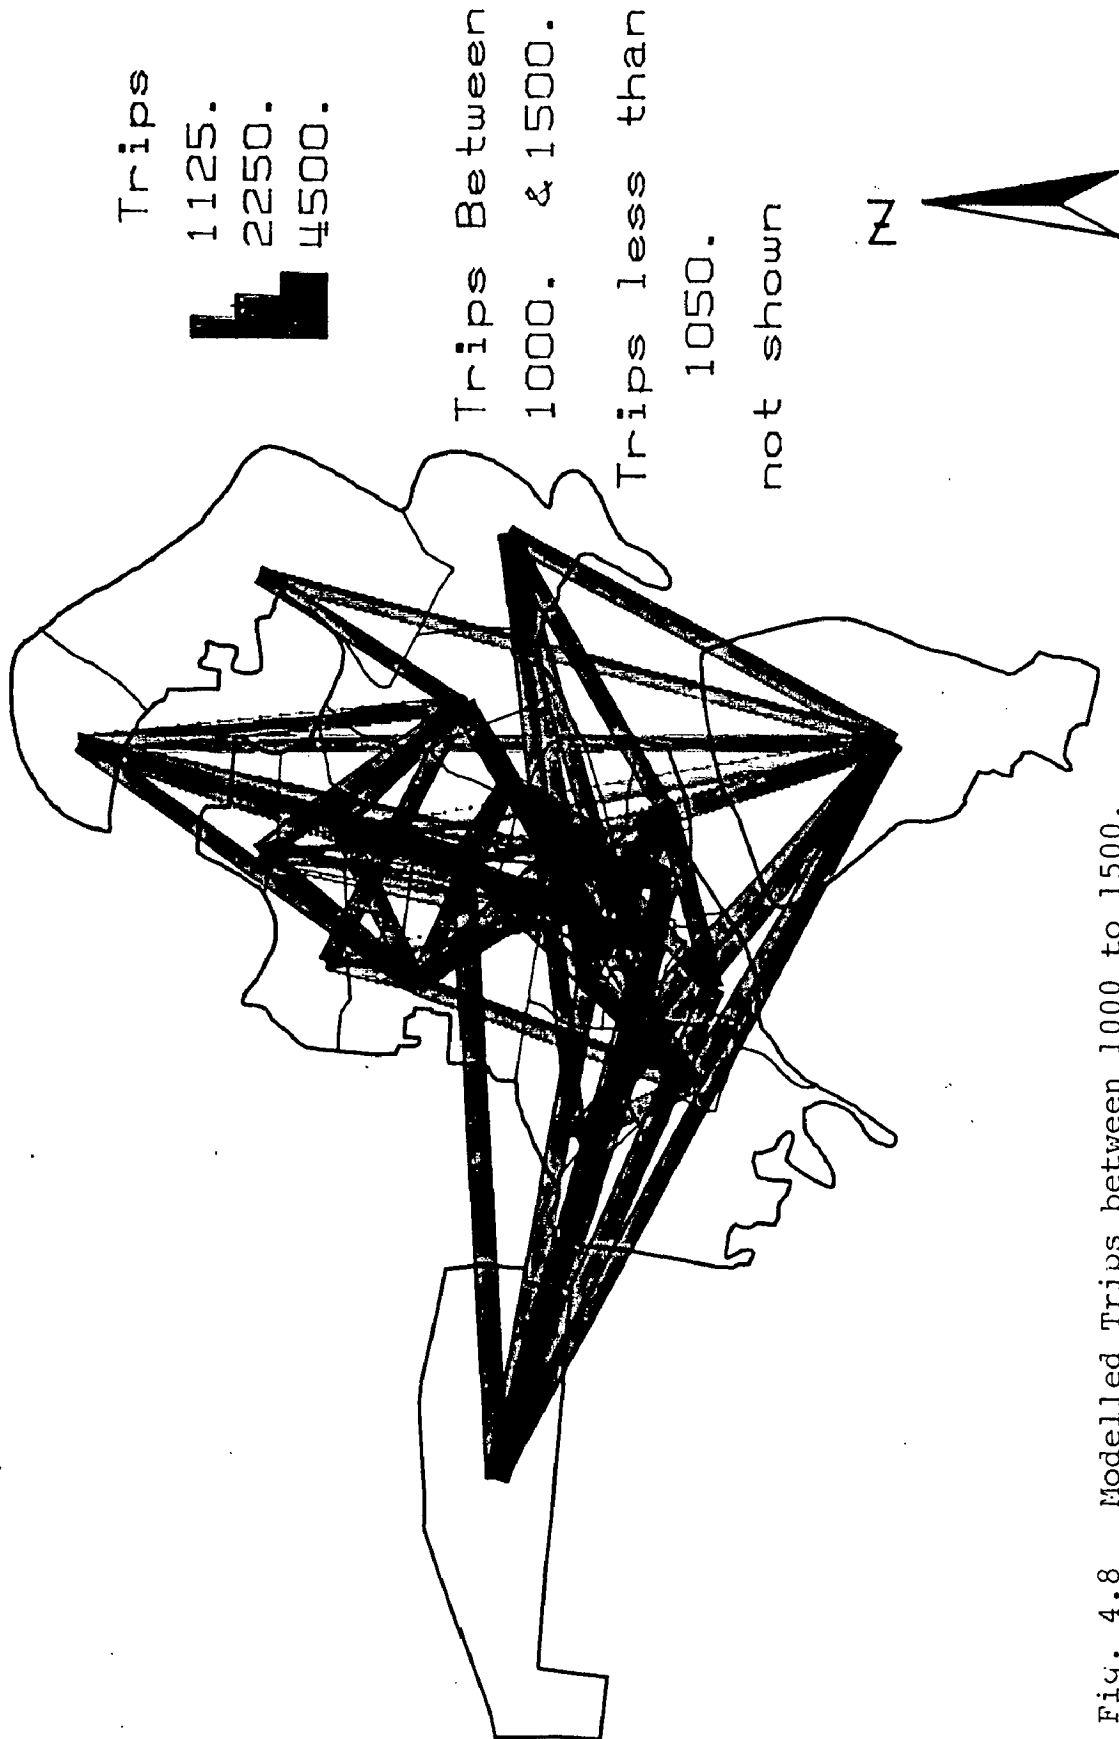 Trips
1125.
2250.
4500.
Trips Between
1000. & 1500.
Trips less than
1050.
not shown
N
Fig. 4.8 Modelled Trips between 1000 to 1500.